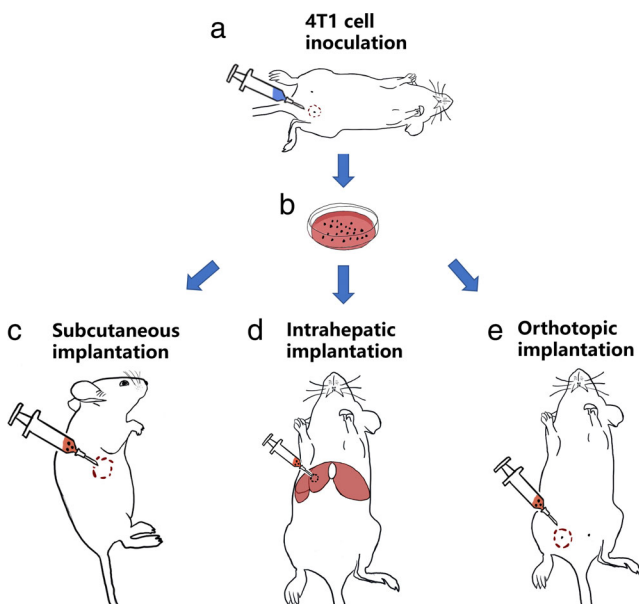 a
4T1 cell
inoculation
b
c
Subcutaneous
implantation
d
Intrahepatic
implantation
e
Orthotopic
implantation